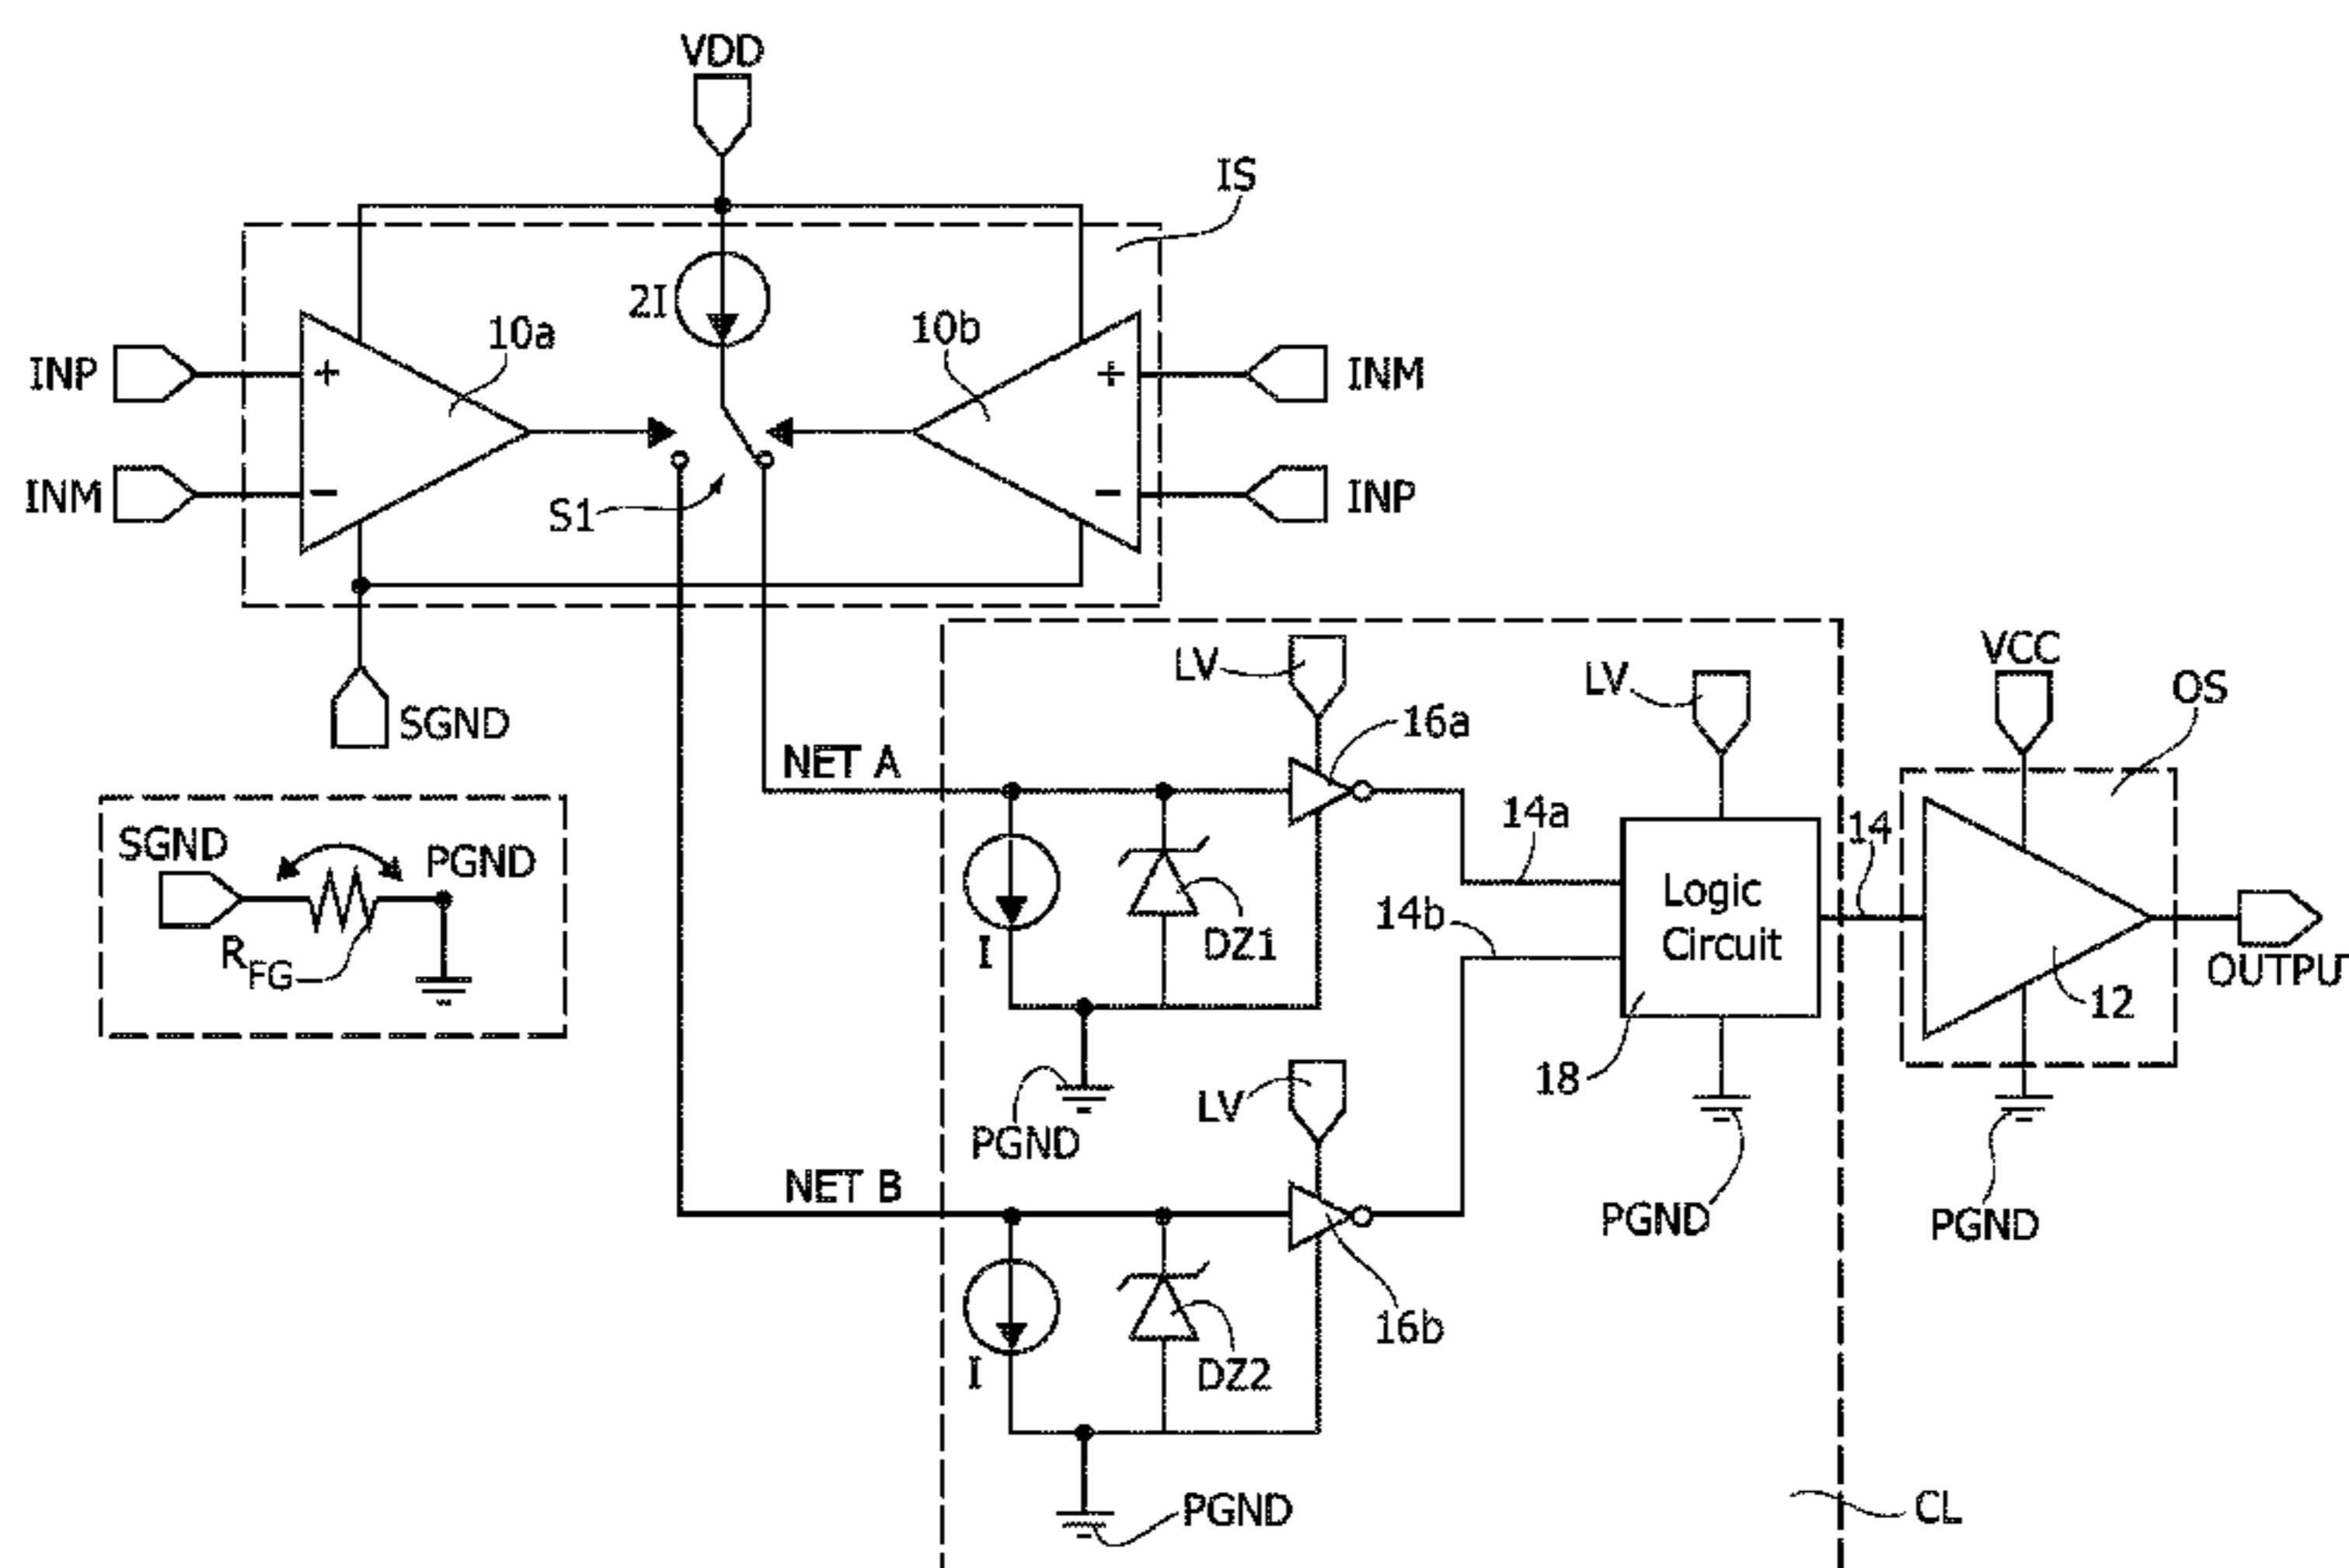 VDD
IS
2I
10a
10b
INP
+
+
INM
INM
−
−
INP
S1
SGND
LV
LV
VCC
OS
16a
NET A
14a
14
SGND
PGND
R FG
I
DZ1
14b
Logic
Circuit
12
OUTPU
18
PGND
LV
PGND
PGND
NET B
I
DZ2
16b
PGND
CL